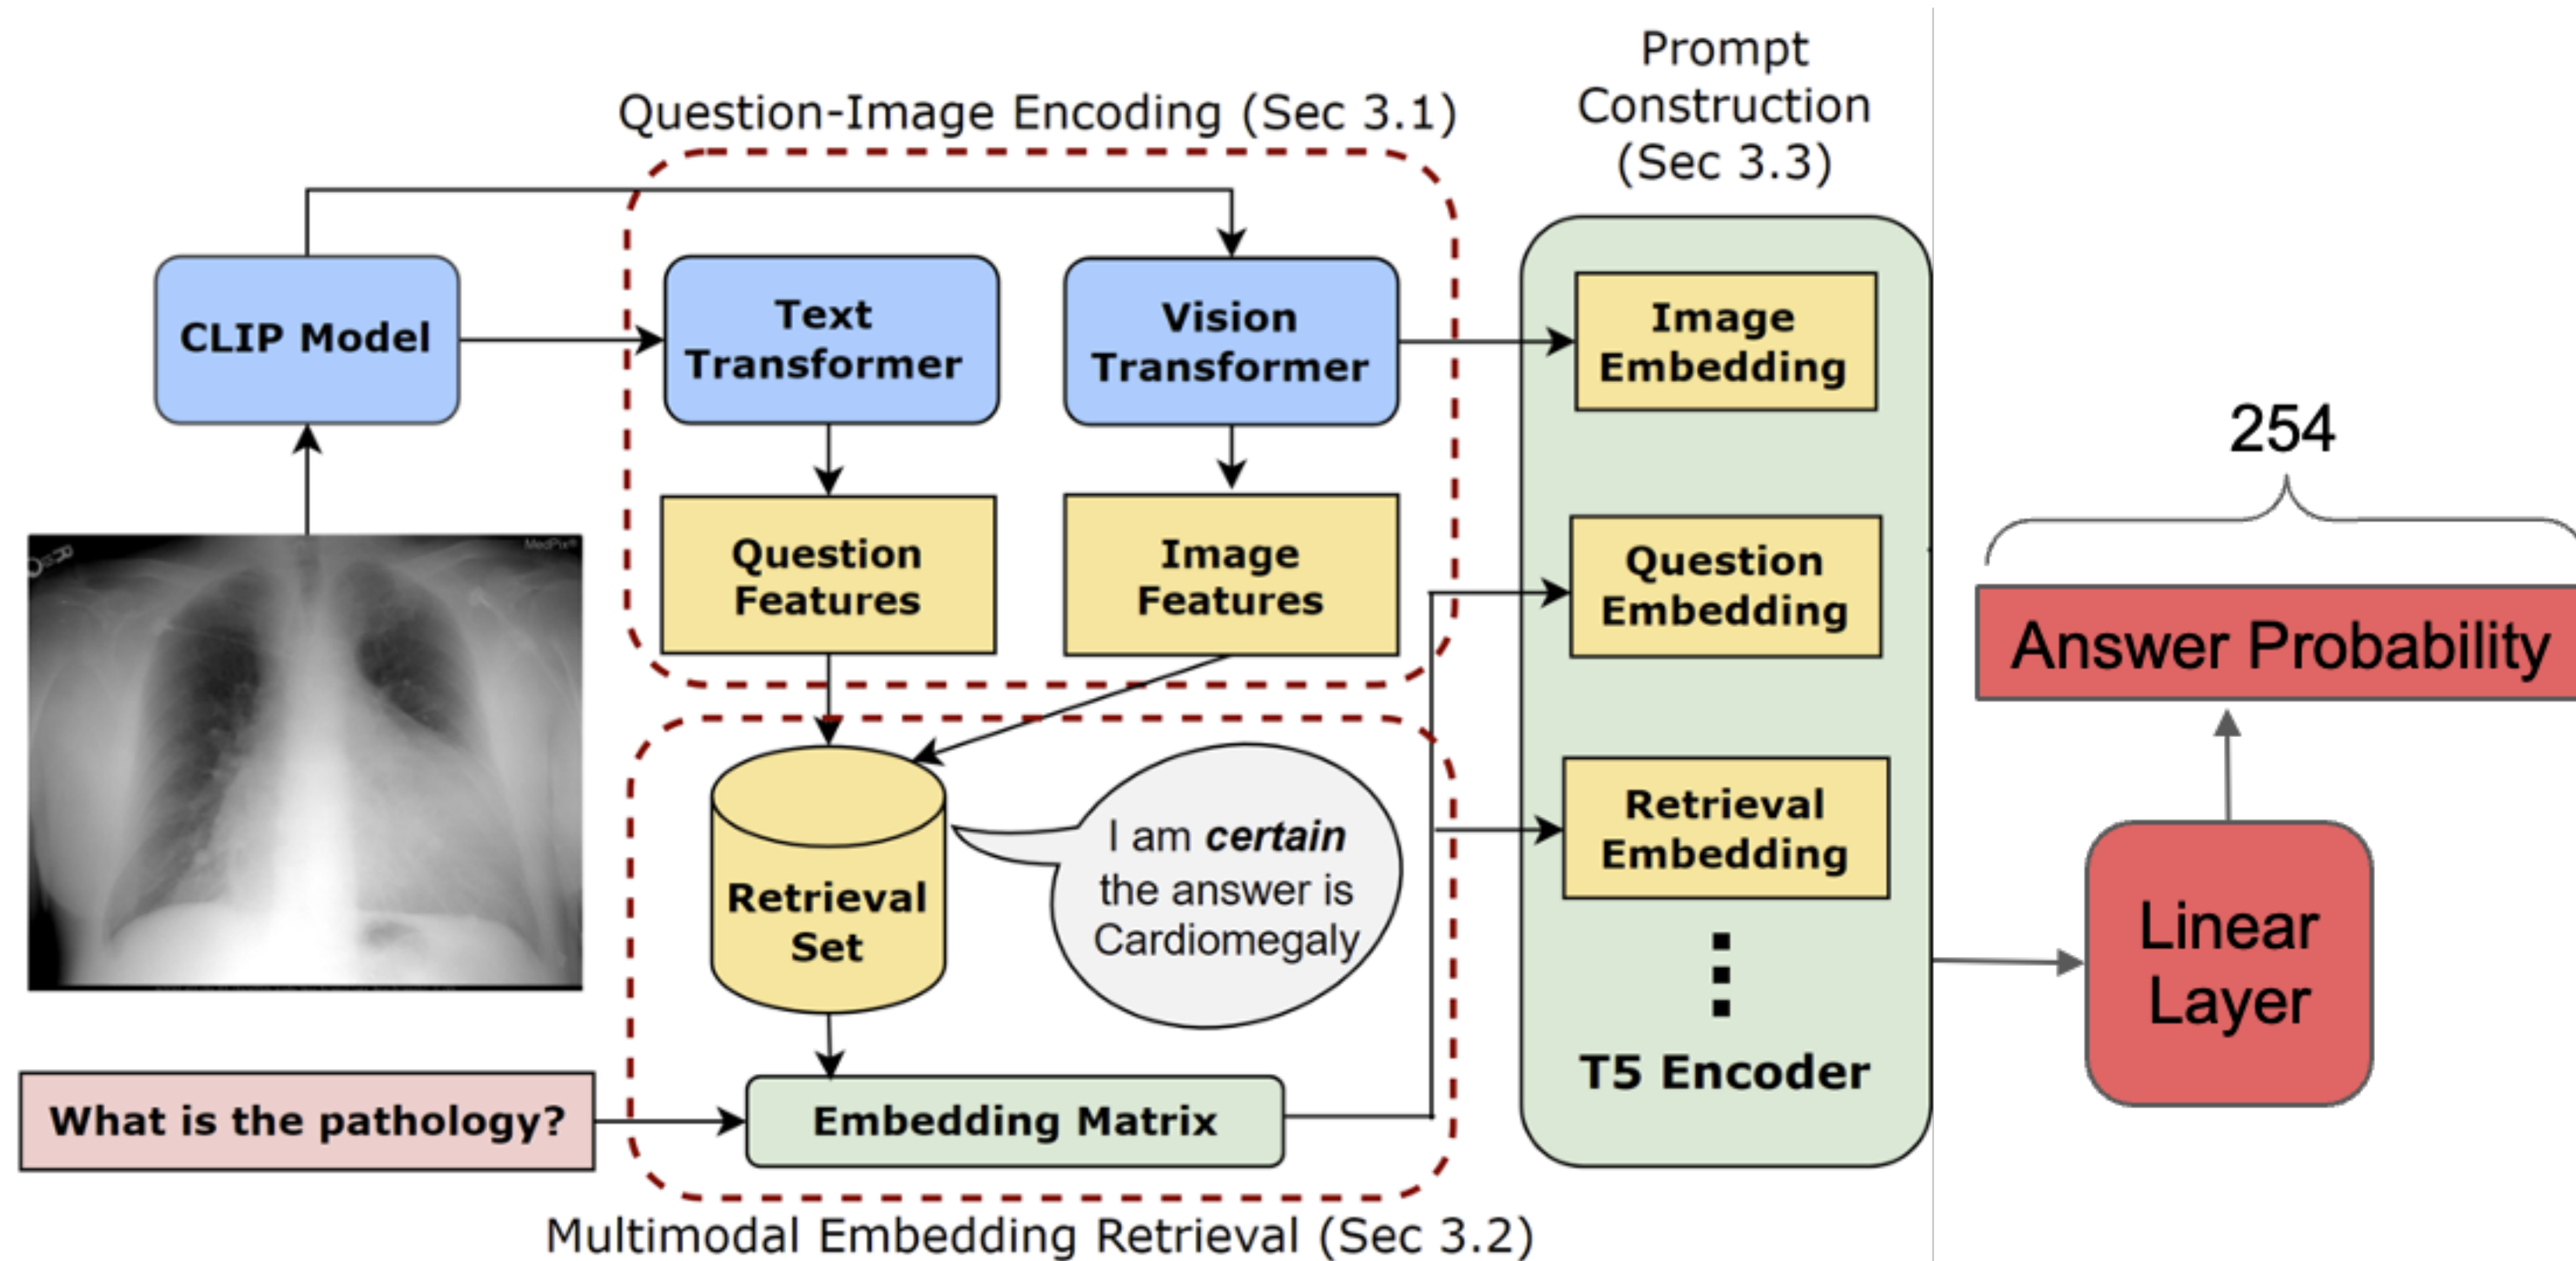 Question-Image Encoding (Sec 3.1)
Prompt
Construction
(Sec 3.3)
CLIP Model
Text
Transformer
Vision
Transformer
Image
Embedding
Question
Features
Image
Features
Question
Embedding
254
Answer Probability
MedPix®
Retrieval
Set
I am certain
the answer is
Cardiomegaly
Retrieval
Embedding
T5 Encoder
Linear
Layer
What is the pathology?
Embedding Matrix
Multimodal Embedding Retrieval (Sec 3.2)